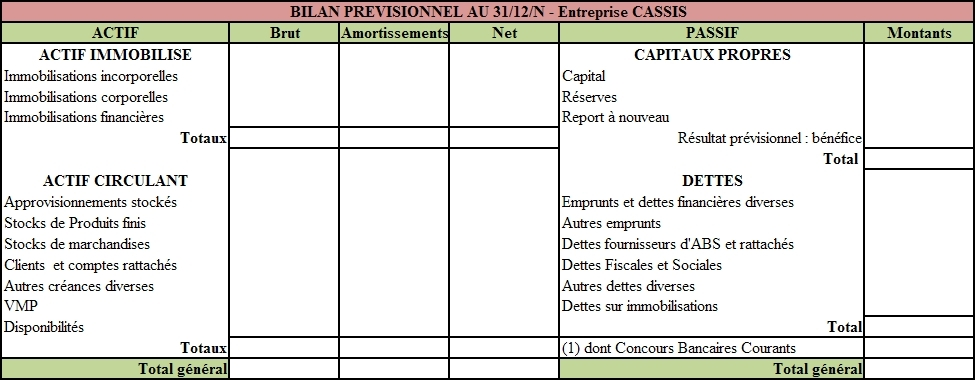 BILAN PREVISIONNEL AU 31/12/N - Entreprise CASSIS
ACTIF Brut Amortissements Net PASSIF Montants
ACTIF IMMOBILISE CAPITAUX PROPRES
Immobilisations incorporelles Capital
Immobilisations corporelles Réserves
Immobilisations financières Report à nouveau
Totaux Résultat prévisionnel : bénéfice
Total
ACTIF CIRCULANT DETTES
Approvisionnements stockés Emprunts et dettes financières diverses
Stocks de Produits finis Autres emprunts
Stocks de marchandises Dettes fournisseurs d'ABS et rattachés
Clients et comptes rattachés Dettes Fiscales et Sociales
Autres créances diverses Autres dettes diverses
VMP Dettes sur immobilisations
Disponibilités Total
Totaux (1) dont Concours Bancaires Courants
Total général Total général